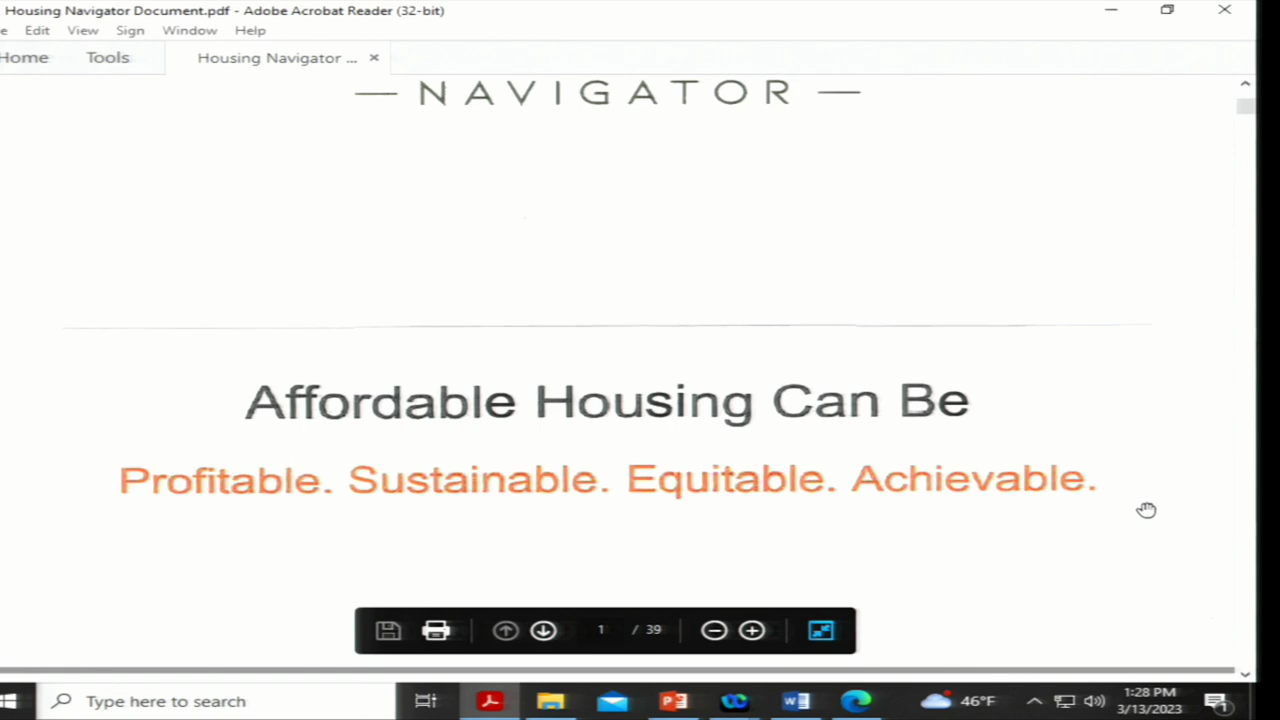 Housing Navigator Document.pdf - Adobe Acrobat Reader (32-bit)
e Edit View Sign Window Help
Home Tools Housing Navigator ... ×
— NAVIGATOR —
Affordable Housing Can Be
Profitable. Sustainable. Equitable. Achievable.
1 / 39
Type here to search
46°F
1:28 PM
3/13/2023
1